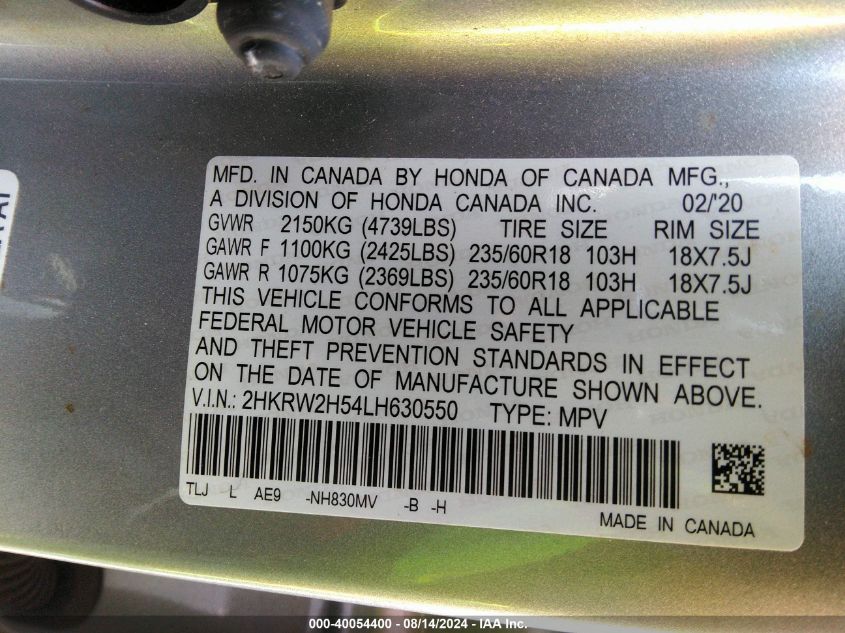 MFD. IN CANADA BY HONDA OF CANADA MFG.,
A DIVISION OF HONDA CANADA INC. 02/'20
GVWR 2150KG (4739LBS) TIRE SIZE RIM SIZE
GAWR F 1100KG (2425LBS) 235/60R18 103H 18X7.5J
GAWR R 1075KG (2369LBS) 235/60R18 103H 18X7.5J
THIS VEHICLE CONFORMS TO ALL APPLICABLE
FEDERAL MOTOR VEHICLE SAFETY
AND THEFT PREVENTION STANDARDS IN EFFECT
ON THE DATE OF MANUFACTURE SHOWN ABOVE.
V.I.N.: 2HKRW2H54LH630550 TYPE: MPV
TLJ L AE9 -NH830MV -B -H
MADE IN CANADA
000-40054400 - 08/14/2024 - IAA Inc.